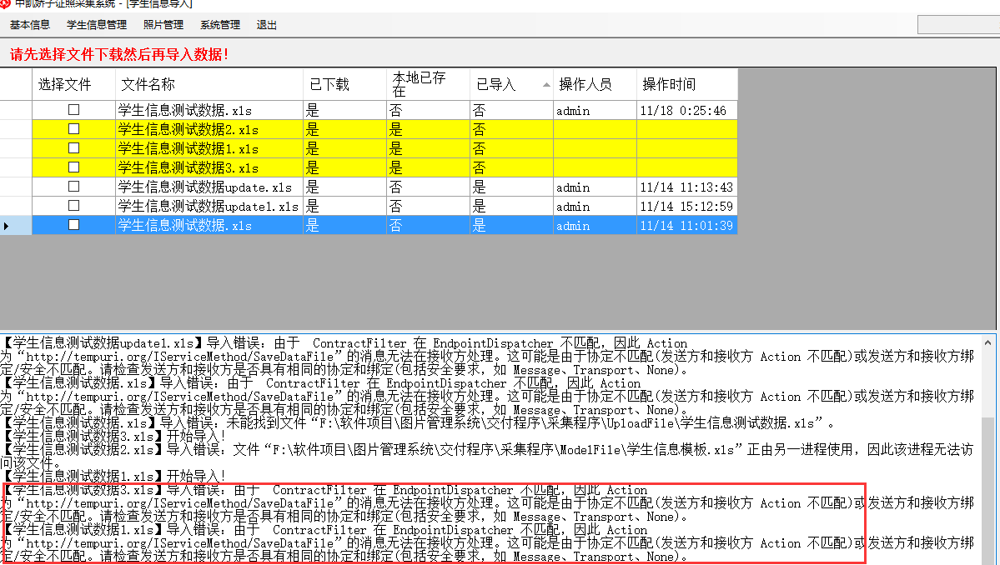 中凯娇子证照采集系统 - [学生信息导入]
基本信息 学生信息管理 照片管理 系统管理 退出
请先选择文件下载然后再导入数据！
选择文件 文件名称 已下载 本地已存在 已导入 操作人员 操作时间
学生信息测试数据.xls 是 否 否 admin 11/18 0:25:46
学生信息测试数据2.xls 是 是 否
学生信息测试数据1.xls 是 是 否
学生信息测试数据3.xls 是 是 否
学生信息测试数据update.xls 是 否 是 admin 11/14 11:13:43
学生信息测试数据update1.xls 是 否 是 admin 11/14 15:12:59
学生信息测试数据.xls 是 否 是 admin 11/14 11:01:39
【学生信息测试数据update1.xls】导入错误：由于 ContractFilter 在 EndpointDispatcher 不匹配，因此 Action
为“http://tempuri.org/IServiceMethod/SaveDataFile”的消息无法在接收方处理。这可能是由于协定不匹配(发送方和接收方 Action 不匹配)或发送方和接收方绑
定/安全不匹配。请检查发送方和接收方是否具有相同的协定和绑定(包括安全要求，如 Message、Transport、None)。
【学生信息测试数据.xls】导入错误：由于 ContractFilter 在 EndpointDispatcher 不匹配，因此 Action
为“http://tempuri.org/IServiceMethod/SaveDataFile”的消息无法在接收方处理。这可能是由于协定不匹配(发送方和接收方 Action 不匹配)或发送方和接收方绑
定/安全不匹配。请检查发送方和接收方是否具有相同的协定和绑定(包括安全要求，如 Message、Transport、None)。
【学生信息测试数据.xls】导入错误：未能找到文件“F:\软件项目\图片管理系统\交付程序\采集程序\UploadFile\学生信息测试数据.xls”。
【学生信息测试数据3.xls】开始导入！
【学生信息测试数据2.xls】导入错误：文件“F:\软件项目\图片管理系统\交付程序\采集程序\ModelFile\学生信息模板.xls”正由另一进程使用，因此该进程无法访
问该文件。
【学生信息测试数据1.xls】开始导入！
【学生信息测试数据3.xls】导入错误：由于 ContractFilter 在 EndpointDispatcher 不匹配，因此 Action
为“http://tempuri.org/IServiceMethod/SaveDataFile”的消息无法在接收方处理。这可能是由于协定不匹配(发送方和接收方 Action 不匹配)或发送方和接收方绑
定/安全不匹配。请检查发送方和接收方是否具有相同的协定和绑定(包括安全要求，如 Message、Transport、None)。
【学生信息测试数据1.xls】导入错误：由于 ContractFilter 在 EndpointDispatcher 不匹配，因此 Action
为“http://tempuri.org/IServiceMethod/SaveDataFile”的消息无法在接收方处理。这可能是由于协定不匹配(发送方和接收方 Action 不匹配)或发送方和接收方绑
定/安全不匹配。请检查发送方和接收方是否具有相同的协定和绑定(包括安全要求，如 Message、Transport、None)。